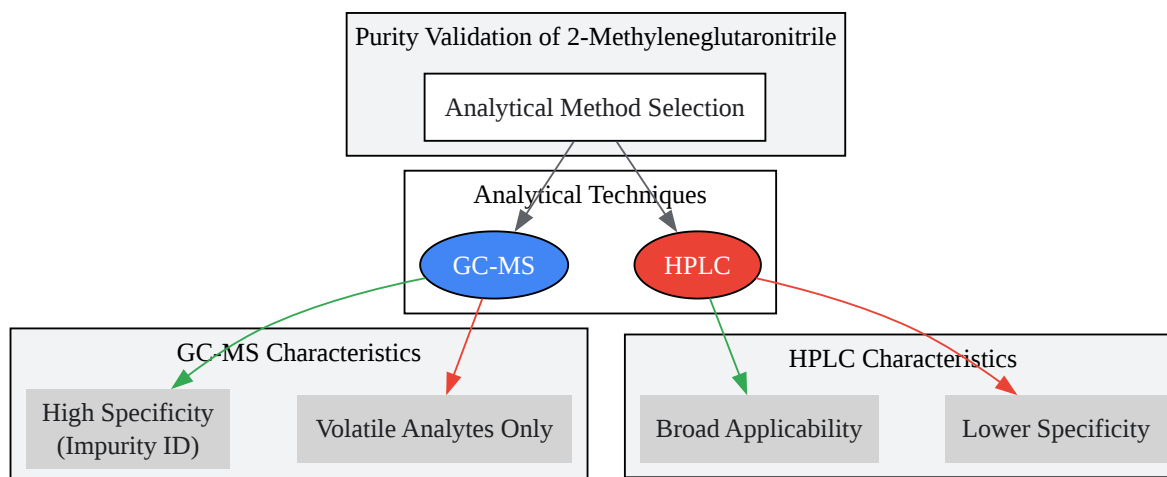 Purity Validation of 2-Methyleneglutaronitrile
Analytical Method Selection
Analytical Techniques
GC-MS
HPLC
GC-MS Characteristics
High Specificity
(Impurity ID)
Volatile Analytes Only
HPLC Characteristics
Broad Applicability
Lower Specificity